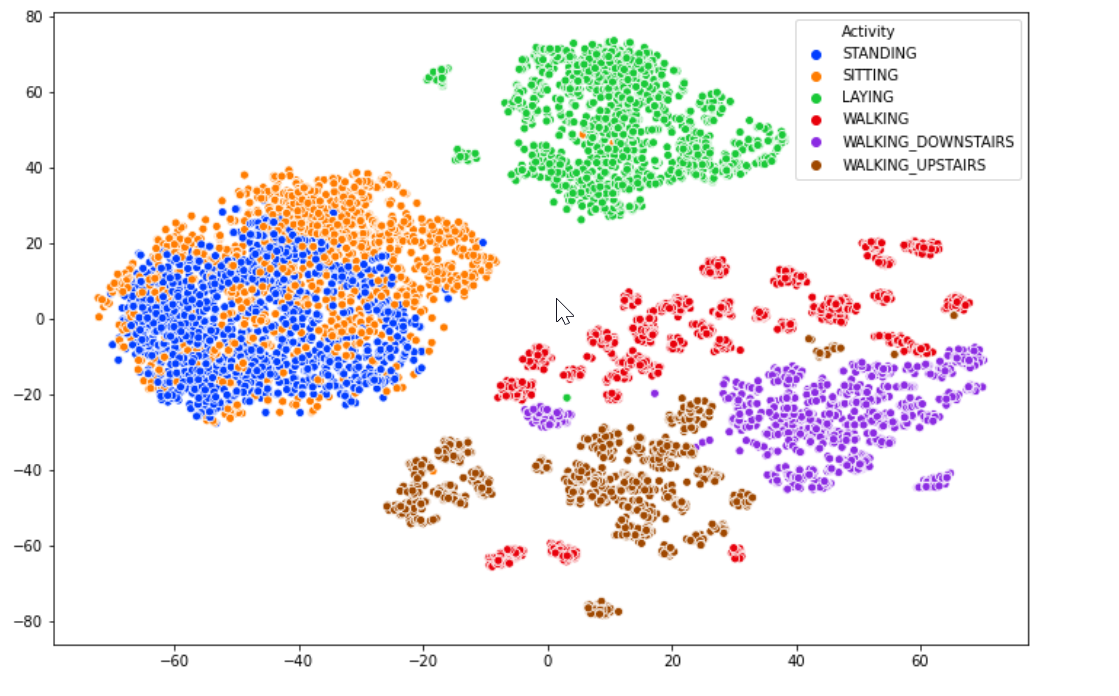 80
60
40
20
0
−20
−40
−60
−80
−60
−40
−20
0
20
40
60
Activity
STANDING
SITTING
LAYING
WALKING
WALKING_DOWNSTAIRS
WALKING_UPSTAIRS